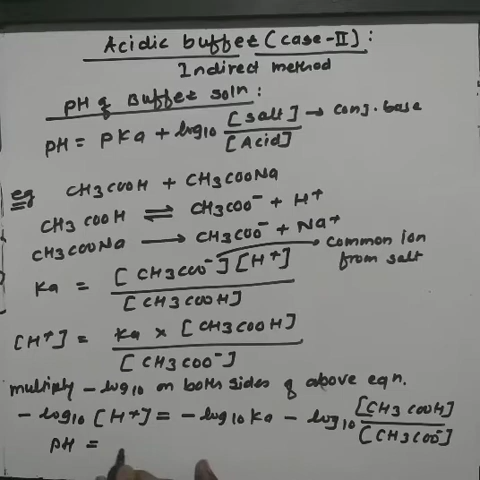 Acidic buffer (case-II):
Indirect method
pH of Buffer soln:
pH = pKa + log10 [salt] → conj. base / [Acid]
eg CH3COOH + CH3COONa
CH3COOH ⇌ CH3COO⁻ + H⁺
CH3COONa → CH3COO⁻ + Na⁺
common ion
from salt
Ka = [CH3COO⁻][H⁺] / [CH3COOH]
[H⁺] = Ka × [CH3COOH] / [CH3COO⁻]
multiply -log10 on both sides of above eqn.
-log10 [H⁺] = -log10 Ka - log10 [CH3COOH] / [CH3COO⁻]
pH =